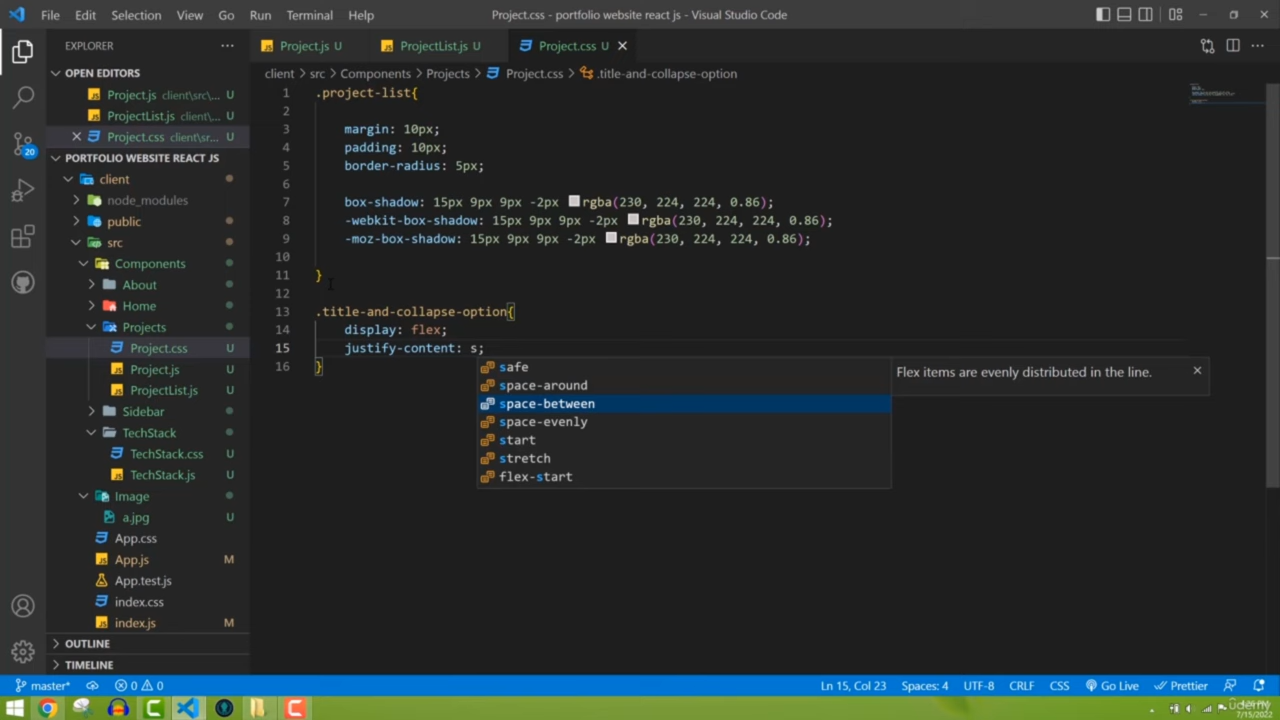 File Edit Selection View Go Run Terminal Help Project.css - portfolio website react js - Visual Studio Code
EXPLORER ··· Project.js U ProjectList.js U Project.css U
OPEN EDITORS
client > src > Components > Projects > Project.css > .title-and-collapse-option
Project.js client\src\... U
ProjectList.js client\src\... U
Project.css client\sr... U
PORTFOLIO WEBSITE REACT JS
client
node_modules
public
src
Components
About
Home
Projects
Project.css U
Project.js U
ProjectList.js U
Sidebar
TechStack
TechStack.css U
TechStack.js U
Image
a.jpg U
App.css
App.js M
App.test.js
index.css
index.js M
OUTLINE
TIMELINE
1 .project-list{
2
3 margin: 10px;
4 padding: 10px;
5 border-radius: 5px;
6
7 box-shadow: 15px 9px 9px -2px rgba(230, 224, 224, 0.86);
8 -webkit-box-shadow: 15px 9px 9px -2px rgba(230, 224, 224, 0.86);
9 -moz-box-shadow: 15px 9px 9px -2px rgba(230, 224, 224, 0.86);
10
11 }
12
13 .title-and-collapse-option{
14 display: flex;
15 justify-content: s;
16 }
safe
space-around
space-between
space-evenly
start
stretch
flex-start
Flex items are evenly distributed in the line.
20
master* 0 0 Ln 15, Col 23 Spaces: 4 UTF-8 CRLF CSS Go Live Prettier
udemy
7/15/2022